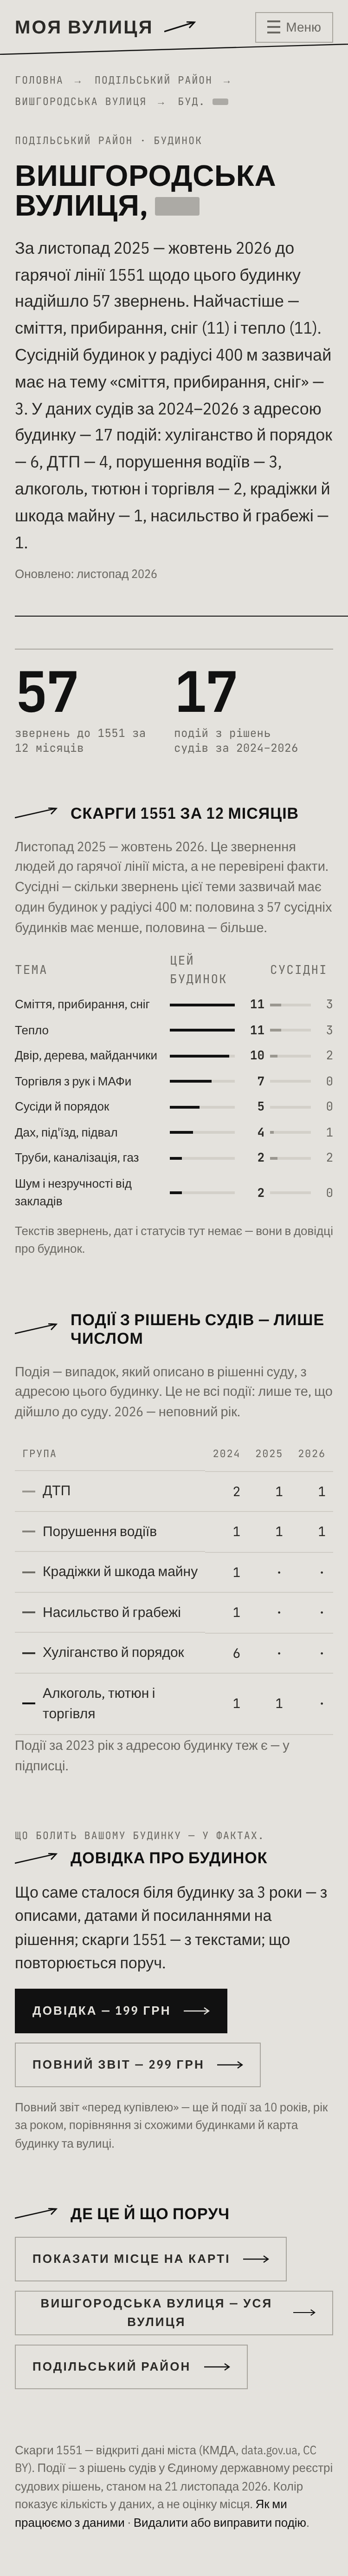 МОЯ ВУЛИЦЯ
Меню
ГОЛОВНА → ПОДІЛЬСЬКИЙ РАЙОН →
ВИШГОРОДСЬКА ВУЛИЦЯ → БУД.
ПОДІЛЬСЬКИЙ РАЙОН · БУДИНОК
ВИШГОРОДСЬКА
ВУЛИЦЯ,
За листопад 2025 — жовтень 2026 до
гарячої лінії 1551 щодо цього будинку
надійшло 57 звернень. Найчастіше —
сміття, прибирання, сніг (11) і тепло (11).
Сусідній будинок у радіусі 400 м зазвичай
має на тему «сміття, прибирання, сніг» —
3. У даних судів за 2024–2026 з адресою
будинку — 17 подій: хуліганство й порядок
— 6, ДТП — 4, порушення водіїв — 3,
алкоголь, тютюн і торгівля — 2, крадіжки й
шкода майну — 1, насильство й грабежі —
1.
Оновлено: листопад 2026
57 17
звернень до 1551 за подій з рішень
12 місяців судів за 2024–2026
СКАРГИ 1551 ЗА 12 МІСЯЦІВ
Листопад 2025 — жовтень 2026. Це звернення
людей до гарячої лінії міста, а не перевірені факти.
Сусідні — скільки звернень цієї теми зазвичай має
один будинок у радіусі 400 м: половина з 57 сусідніх
будинків має менше, половина — більше.
ТЕМА ЦЕЙ БУДИНОК СУСІДНІ
Сміття, прибирання, сніг 11 3
Тепло 11 3
Двір, дерева, майданчики 10 2
Торгівля з рук і МАФи 7 0
Сусіди й порядок 5 0
Дах, під'їзд, підвал 4 1
Труби, каналізація, газ 2 2
Шум і незручності від
закладів 2 0
Текстів звернень, дат і статусів тут немає — вони в довідці
про будинок.
ПОДІЇ З РІШЕНЬ СУДІВ — ЛИШЕ
ЧИСЛОМ
Подія — випадок, який описано в рішенні суду, з
адресою цього будинку. Це не всі події: лише те, що
дійшло до суду. 2026 — неповний рік.
ГРУПА 2024 2025 2026
ДТП 2 1 1
Порушення водіїв 1 1 1
Крадіжки й шкода майну 1 · ·
Насильство й грабежі 1 · ·
Хуліганство й порядок 6 · ·
Алкоголь, тютюн і
торгівля 1 1 ·
Події за 2023 рік з адресою будинку теж є — у
підписці.
ЩО БОЛИТЬ ВАШОМУ БУДИНКУ — У ФАКТАХ.
ДОВІДКА ПРО БУДИНОК
Що саме сталося біля будинку за 3 роки — з
описами, датами й посиланнями на
рішення; скарги 1551 — з текстами; що
повторюється поруч.
ДОВІДКА — 199 ГРН
ПОВНИЙ ЗВІТ — 299 ГРН
Повний звіт «перед купівлею» — ще й події за 10 років, рік
за роком, порівняння зі схожими будинками й карта
будинку та вулиці.
ДЕ ЦЕ Й ЩО ПОРУЧ
ПОКАЗАТИ МІСЦЕ НА КАРТІ
ВИШГОРОДСЬКА ВУЛИЦЯ — УСЯ
ВУЛИЦЯ
ПОДІЛЬСЬКИЙ РАЙОН
Скарги 1551 — відкриті дані міста (КМДА, data.gov.ua, CC
BY). Події — з рішень судів у Єдиному державному реєстрі
судових рішень, станом на 21 листопада 2026. Колір
показує кількість у даних, а не оцінку місця. Як ми
працюємо з даними · Видалити або виправити подію.